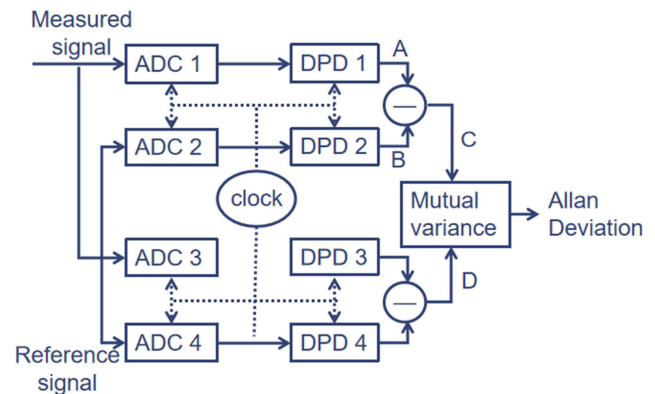 Measured
signal
ADC 1
DPD 1
A
—
ADC 2
DPD 2
B
C
clock
Mutual
variance
Allan
Deviation
ADC 3
DPD 3
D
—
ADC 4
DPD 4
Reference
signal